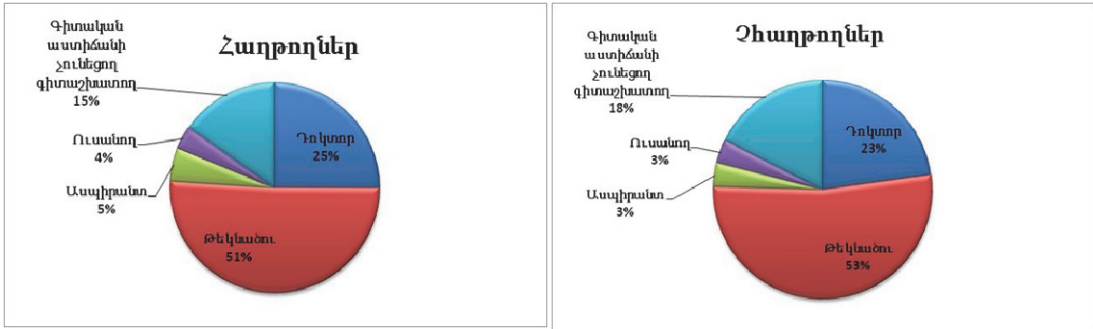 Հաղթողներ
Գիտական
աստիճանի
չունեցող
գիտաշխատող
15%
Ուսանող
4%
Ասպիրանտ
5%
Դոկտոր
25%
Թեկնածու
51%
Չհաղթողներ
Գիտական
աստիճանի
չունեցող
գիտաշխատող
18%
Ուսանող
3%
Ասպիրանտ
3%
Դոկտոր
23%
Թեկնածու
53%